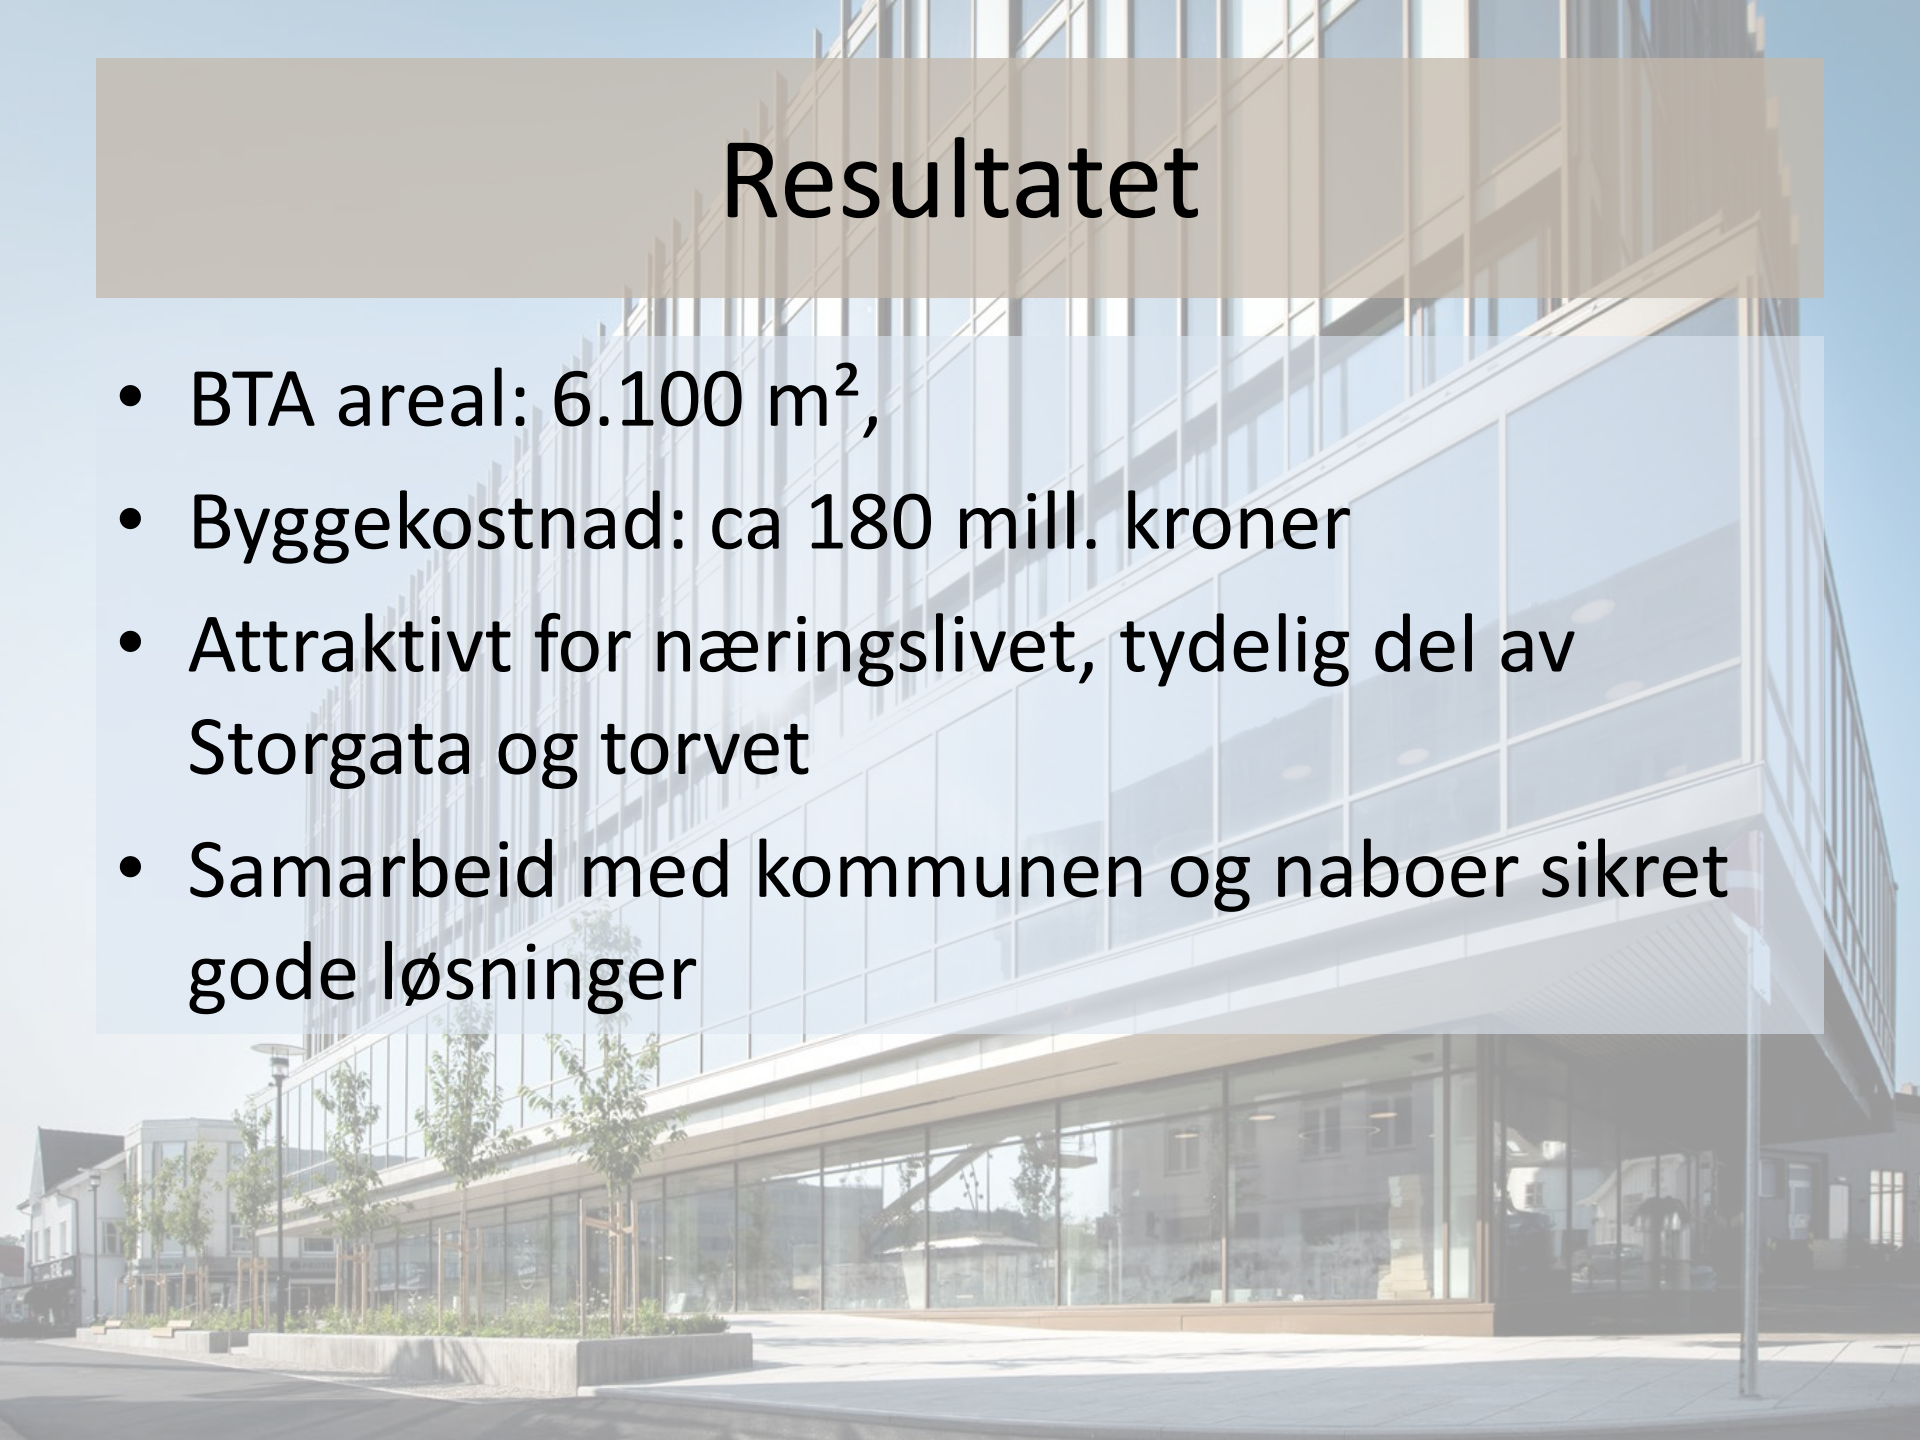 Resultatet
• BTA areal: 6.100 m²,
• Byggekostnad: ca 180 mill. kroner
• Attraktivt for næringslivet, tydelig del av
Storgata og torvet
• Samarbeid med kommunen og naboer sikret
gode løsninger